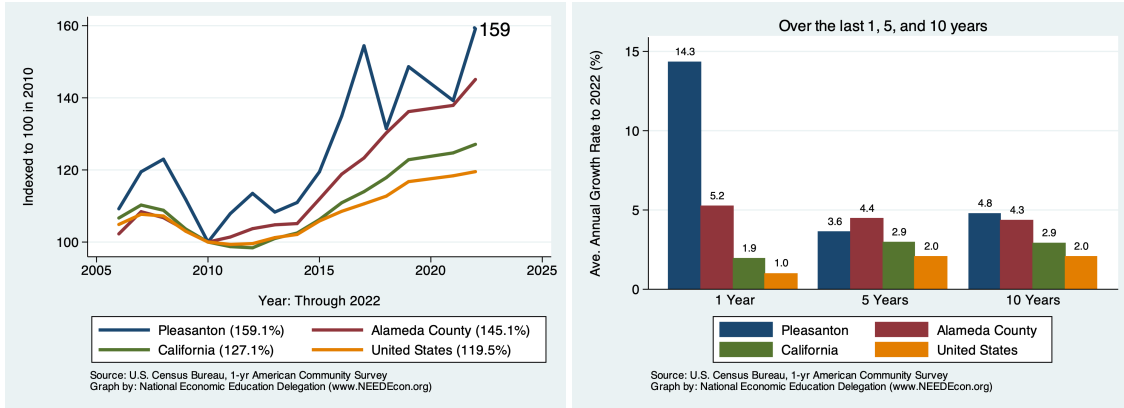 160
140
120
100
Indexed to 100 in 2010
159
2005
2010
2015
2020
2025
Year: Through 2022
Pleasanton (159.1%)
Alameda County (145.1%)
California (127.1%)
United States (119.5%)
Source: U.S. Census Bureau, 1-yr American Community Survey
Graph by: National Economic Education Delegation (www.NEEDEcon.org)
Over the last 1, 5, and 10 years
15
10
5
0
Ave. Annual Growth Rate to 2022 (%)
14.3
5.2
1.9
1.0
3.6
4.4
2.9
2.0
4.8
4.3
2.9
2.0
1 Year
5 Years
10 Years
Pleasanton
Alameda County
California
United States
Source: U.S. Census Bureau, 1-yr American Community Survey
Graph by: National Economic Education Delegation (www.NEEDEcon.org)